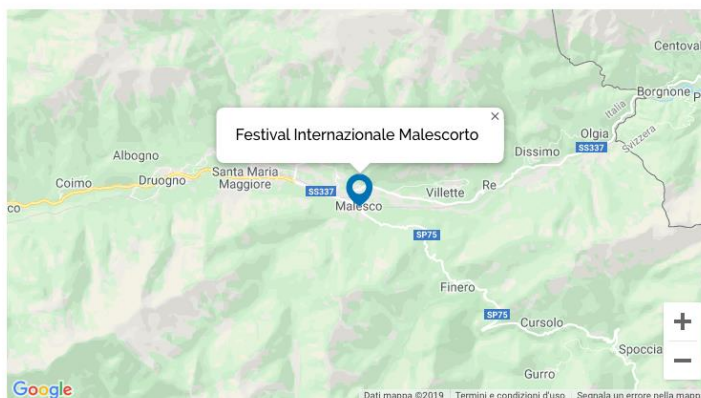 Centoval
Borgnone
P
Italia
Svizzera
×
Festival Internazionale Malescorto
Olgia
SS337
Dissimo
Albogno
Santa Maria
Maggiore
Coimo
Druogno
Re
Villette
SS337
co
Malesco
SP75
Finero
SP75
Cursolo
+
Spoccia
−
Gurro
Google
Dati mappa ©2019
Termini e condizioni d'uso
Segnala un errore nella mapp